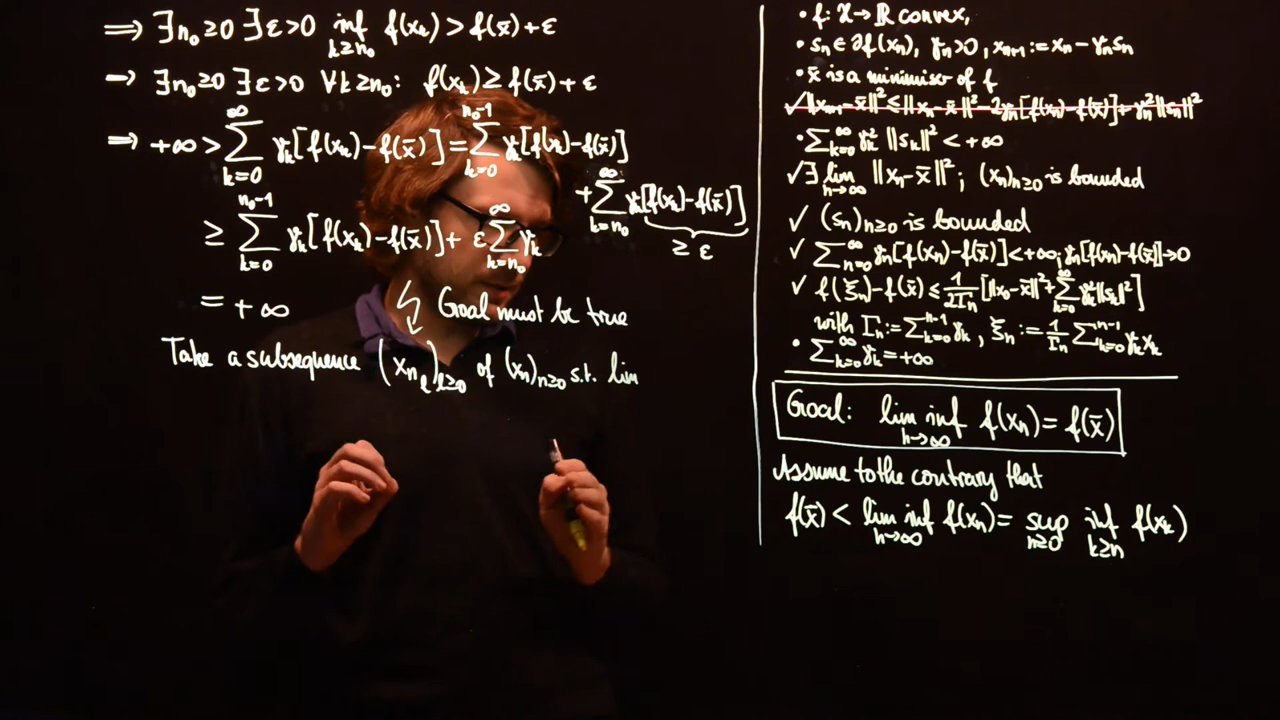 ⟹ ∃n₀≥0 ∃ε>0 inf_{k≥n₀} f(x_k) > f(x̄)+ε
⟹ ∃n₀≥0 ∃ε>0 ∀k≥n₀: f(x_k) ≥ f(x̄)+ε
⟹ +∞ > ∑_{k=0}^{∞} γ_k[f(x_k)−f(x̄)] = ∑_{k=0}^{n₀−1} γ_k[f(x_k)−f(x̄)]
+ ∑_{k=n₀}^{∞} γ_k[f(x_k)−f(x̄)]
≥ ε
≥ ∑_{k=0}^{n₀−1} γ_k[f(x_k)−f(x̄)] + ε ∑_{k=n₀}^{∞} γ_k
= +∞ ↯ Goal must be true
Take a subsequence (x_{n_ℓ})_{ℓ≥0} of (x_n)_{n≥0} s.t. lim
• f: X→ℝ convex,
• s_n ∈ ∂f(x_n), γ_n>0, x_{n+1} := x_n − γ_n s_n
• x̄ is a minimiser of f
✓ ‖x_{n+1}−x̄‖² ≤ ‖x_n−x̄‖² − 2γ_n[f(x_n)−f(x̄)] + γ_n²‖s_n‖²
• ∑_{k=0}^{∞} γ_k² ‖s_k‖² < +∞
✓ ∃ lim_{n→∞} ‖x_n−x̄‖²; (x_n)_{n≥0} is bounded
✓ (s_n)_{n≥0} is bounded
✓ ∑_{n=0}^{∞} γ_n[f(x_n)−f(x̄)] < +∞; γ_n[f(x_n)−f(x̄)]→0
✓ f(ξ_n)−f(x̄) ≤ 1/(2Γ_n) [‖x₀−x̄‖² + ∑_{k=0}^{∞} γ_k²‖s_k‖²]
with Γ_n := ∑_{k=0}^{n−1} γ_k, ξ_n := 1/Γ_n ∑_{k=0}^{n−1} γ_k x_k
• ∑_{k=0}^{∞} γ_k = +∞
Goal: lim inf_{n→∞} f(x_n) = f(x̄)
Assume to the contrary that
f(x̄) < lim inf_{n→∞} f(x_n) = sup_{n≥0} inf_{k≥n} f(x_k)